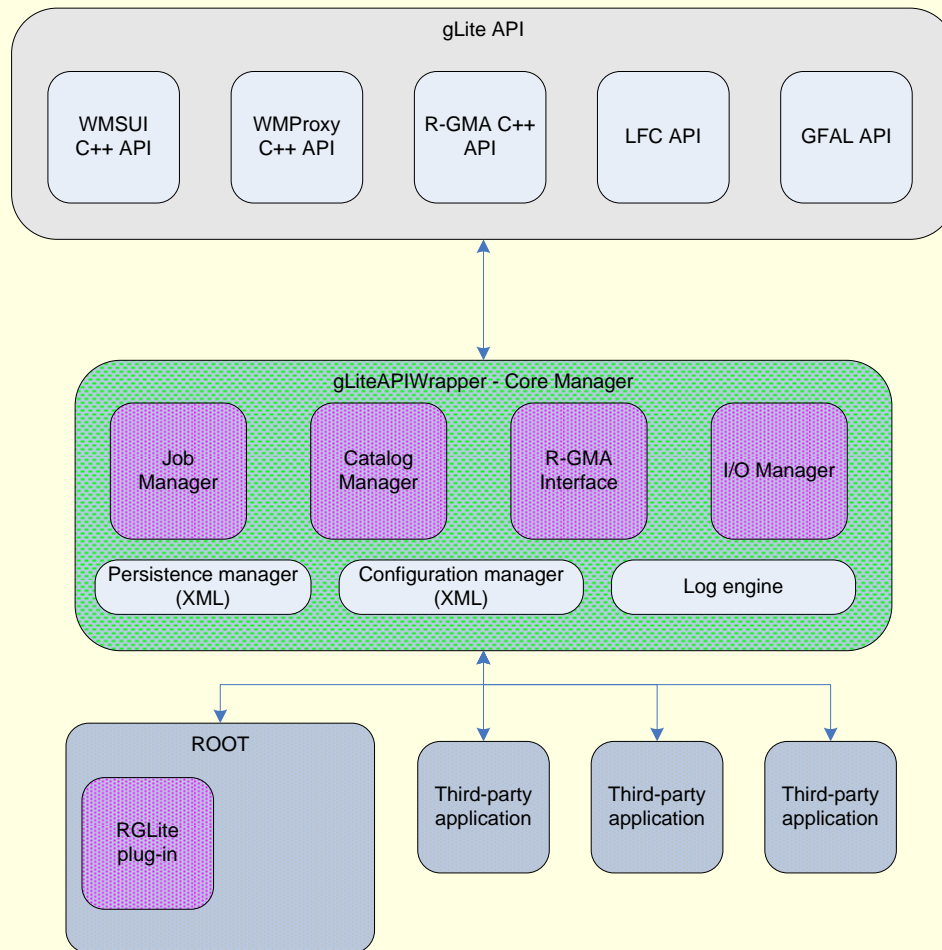 gLite API
WMSUI
C++ API
WMProxy
C++ API
R-GMA C++
API
LFC API
GFAL API
gLiteAPIWrapper - Core Manager
Job
Manager
Catalog
Manager
R-GMA
Interface
I/O Manager
Persistence manager
(XML)
Configuration manager
(XML)
Log engine
ROOT
RGLite
plug-in
Third-party
application
Third-party
application
Third-party
application